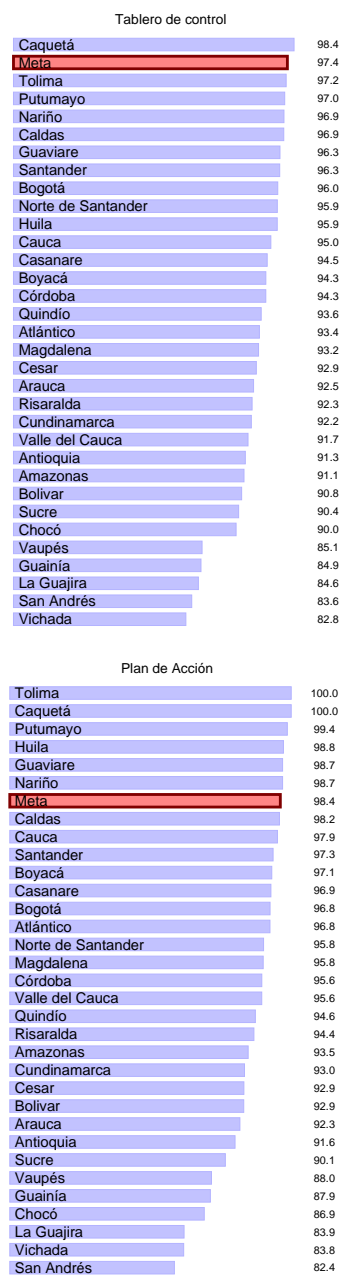 Tablero de control
Caquetá 98.4
Meta 97.4
Tolima 97.2
Putumayo 97.0
Nariño 96.9
Caldas 96.9
Guaviare 96.3
Santander 96.3
Bogotá 96.0
Norte de Santander 95.9
Huila 95.9
Cauca 95.0
Casanare 94.5
Boyacá 94.3
Córdoba 94.3
Quindío 93.6
Atlántico 93.4
Magdalena 93.2
Cesar 92.9
Arauca 92.5
Risaralda 92.3
Cundinamarca 92.2
Valle del Cauca 91.7
Antioquia 91.3
Amazonas 91.1
Bolivar 90.8
Sucre 90.4
Chocó 90.0
Vaupés 85.1
Guainía 84.9
La Guajira 84.6
San Andrés 83.6
Vichada 82.8
Plan de Acción
Tolima 100.0
Caquetá 100.0
Putumayo 99.4
Huila 98.8
Guaviare 98.7
Nariño 98.7
Meta 98.4
Caldas 98.2
Cauca 97.9
Santander 97.3
Boyacá 97.1
Casanare 96.9
Bogotá 96.8
Atlántico 96.8
Norte de Santander 95.8
Magdalena 95.8
Córdoba 95.6
Valle del Cauca 95.6
Quindío 94.6
Risaralda 94.4
Amazonas 93.5
Cundinamarca 93.0
Cesar 92.9
Bolivar 92.9
Arauca 92.3
Antioquia 91.6
Sucre 90.1
Vaupés 88.0
Guainía 87.9
Chocó 86.9
La Guajira 83.9
Vichada 83.8
San Andrés 82.4